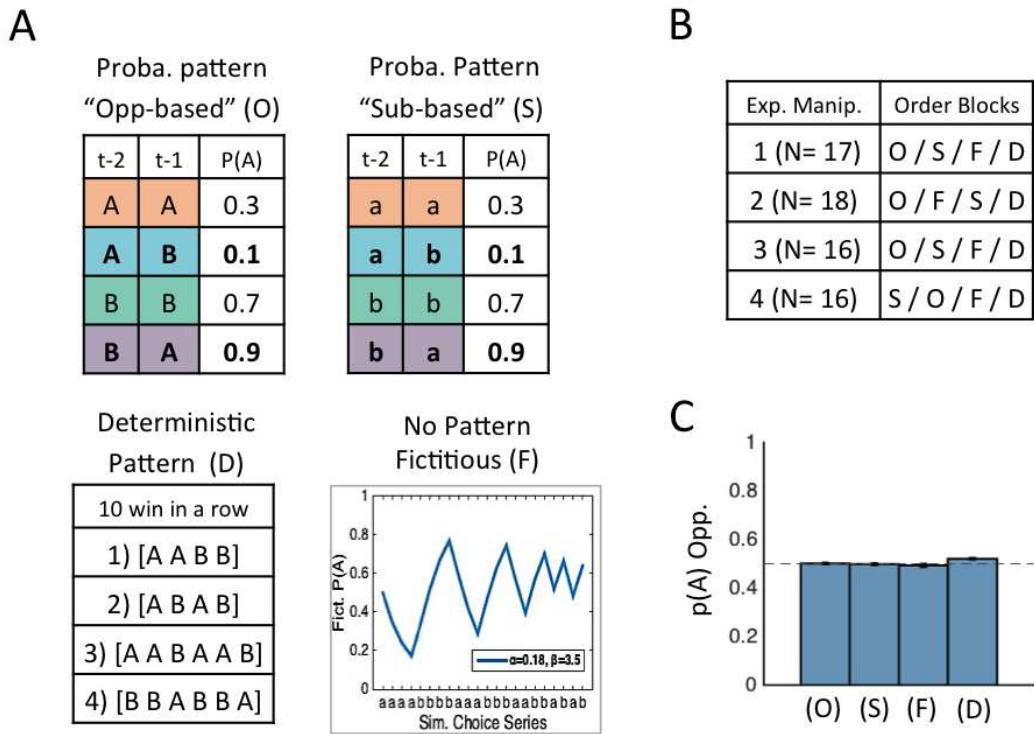 A
Proba. pattern
“Opp-based” (O)
t-2 t-1 P(A)
A A 0.3
A B 0.1
B B 0.7
B A 0.9
Proba. Pattern
“Sub-based” (S)
t-2 t-1 P(A)
a a 0.3
a b 0.1
b b 0.7
b a 0.9
Deterministic
Pattern (D)
10 win in a row
1) [A A B B]
2) [A B A B]
3) [A A B A A B]
4) [B B A B B A]
No Pattern
Fictitious (F)
Fict. P(A)
1
0.8
0.6
0.4
0.2
0
α=0.18, β=3.5
aaaabbbbaaabbbaabbabab
Sim. Choice Series
B
Exp. Manip. Order Blocks
1 (N= 17) O / S / F / D
2 (N= 18) O / F / S / D
3 (N= 16) O / S / F / D
4 (N= 16) S / O / F / D
C
p(A) Opp.
1
0.8
0.6
0.4
0.2
0
(O) (S) (F) (D)